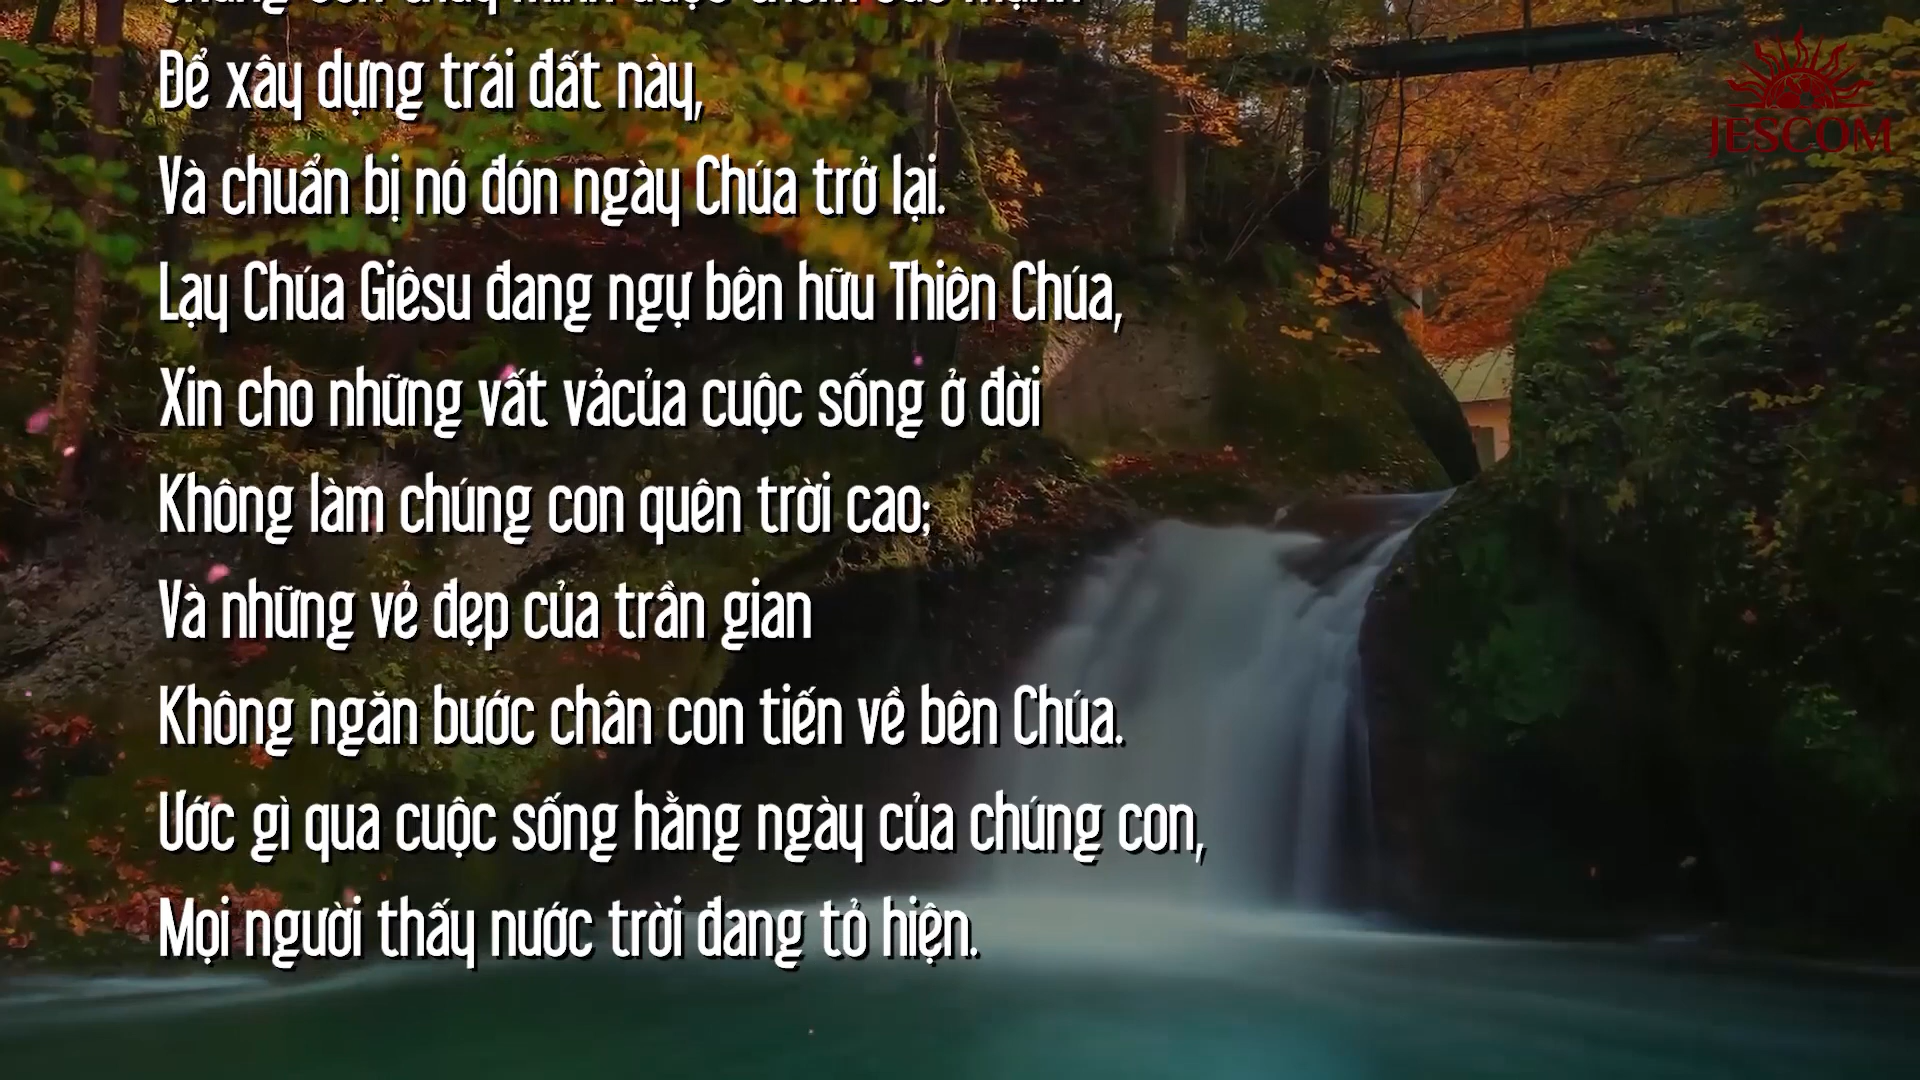 Để xây dựng trái đất này,
Và chuẩn bị nó đón ngày Chúa trở lại.
Lạy Chúa Giêsu đang ngự bên hữu Thiên Chúa,
Xin cho những vất vảcủa cuộc sống ở đời
Không làm chúng con quên trời cao;
Và những vẻ đẹp của trần gian
Không ngăn bước chân con tiến về bên Chúa.
Ước gì qua cuộc sống hằng ngày của chúng con,
Mọi người thấy nước trời đang tỏ hiện.
JESCOM